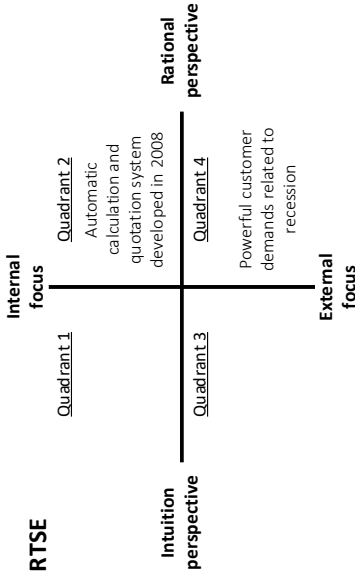 RTSE
Internal
focus
Quadrant 1
Quadrant 2
Automatic
calculation and
quotation system
developed in 2008
Intuition
perspective
Rational
perspective
Quadrant 3
Quadrant 4
Powerful customer
demands related to
recession
External
focus